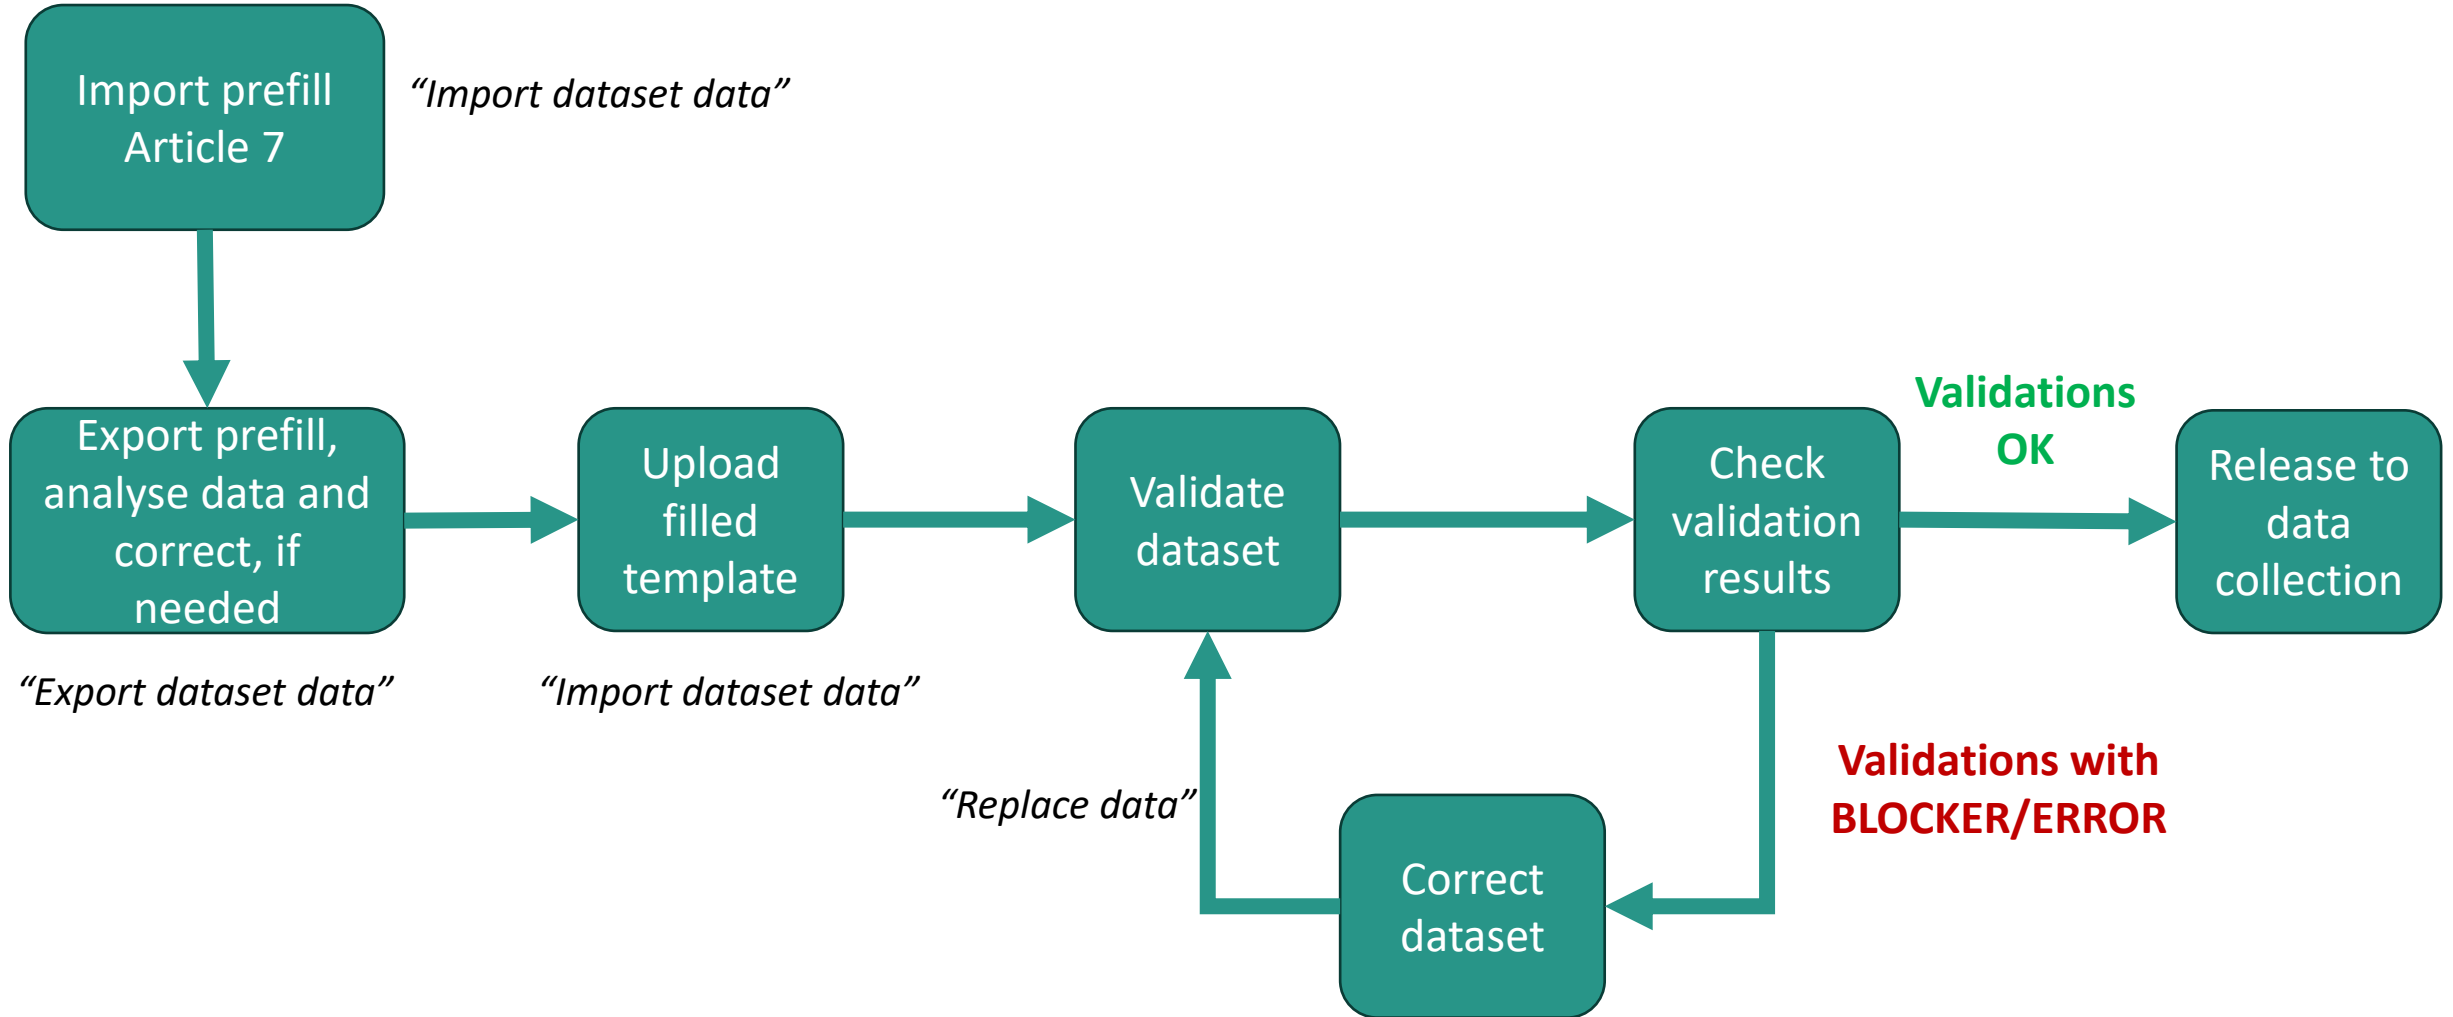 Import prefill
Article 7
“Import dataset data”
Export prefill,
analyse data and
correct, if
needed
“Export dataset data”
Upload
filled
template
“Import dataset data”
Validate
dataset
Check
validation
results
Validations
OK
Release to
data
collection
Validations with
BLOCKER/ERROR
Correct
dataset
“Replace data”